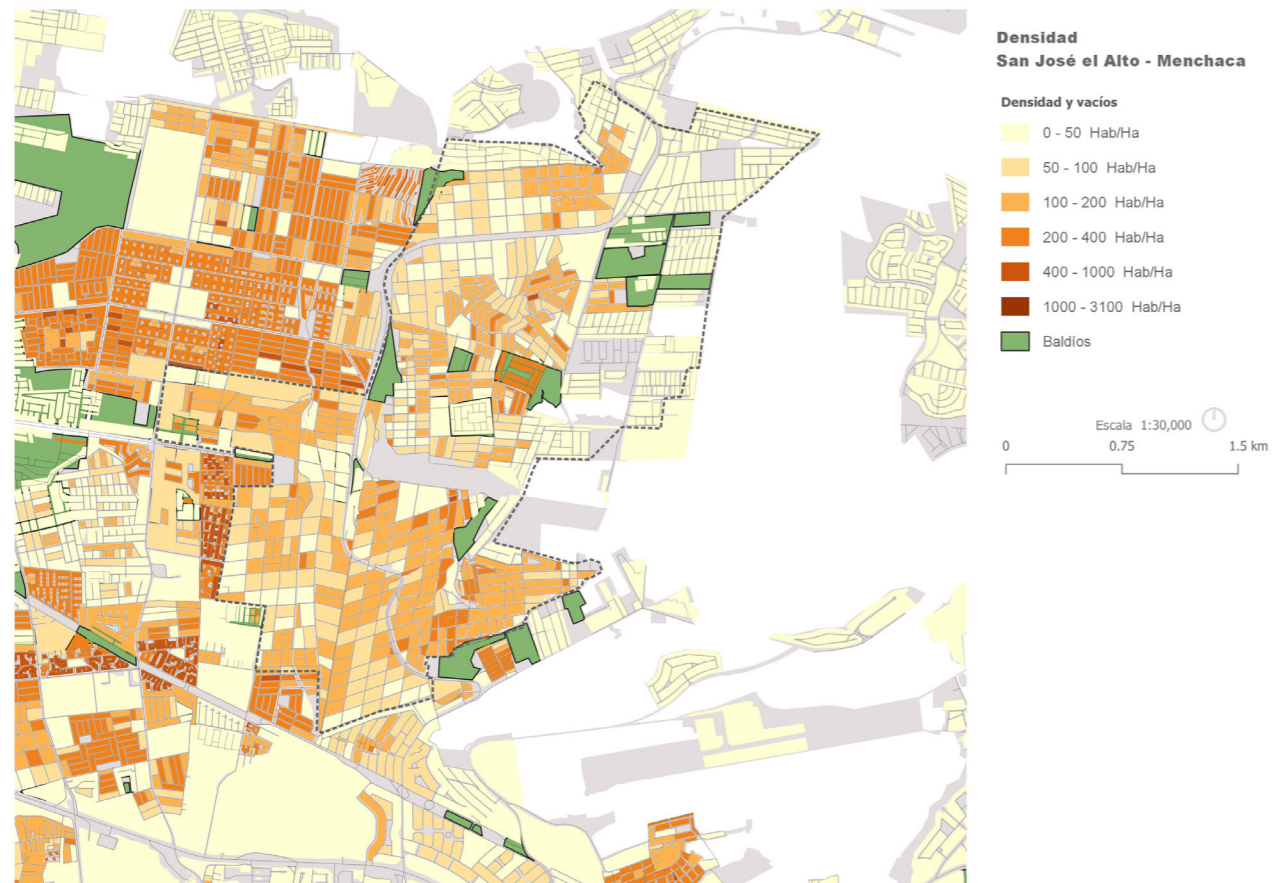 Densidad
San José el Alto - Menchaca
Densidad y vacíos
0 - 50 Hab/Ha
50 - 100 Hab/Ha
100 - 200 Hab/Ha
200 - 400 Hab/Ha
400 - 1000 Hab/Ha
1000 - 3100 Hab/Ha
Baldíos
Escala 1:30,000
0 0.75 1.5 km